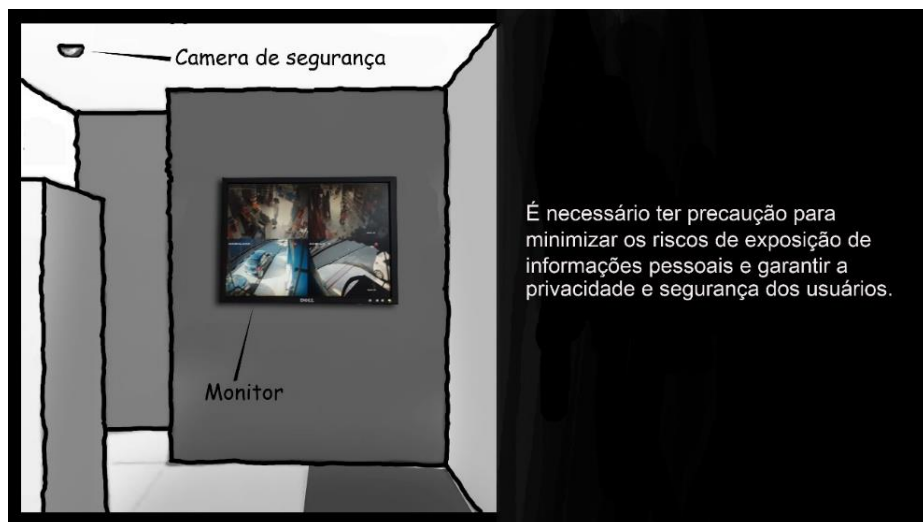 Camera de segurança
DELL
Monitor
É necessário ter precaução para
minimizar os riscos de exposição de
informações pessoais e garantir a
privacidade e segurança dos usuários.